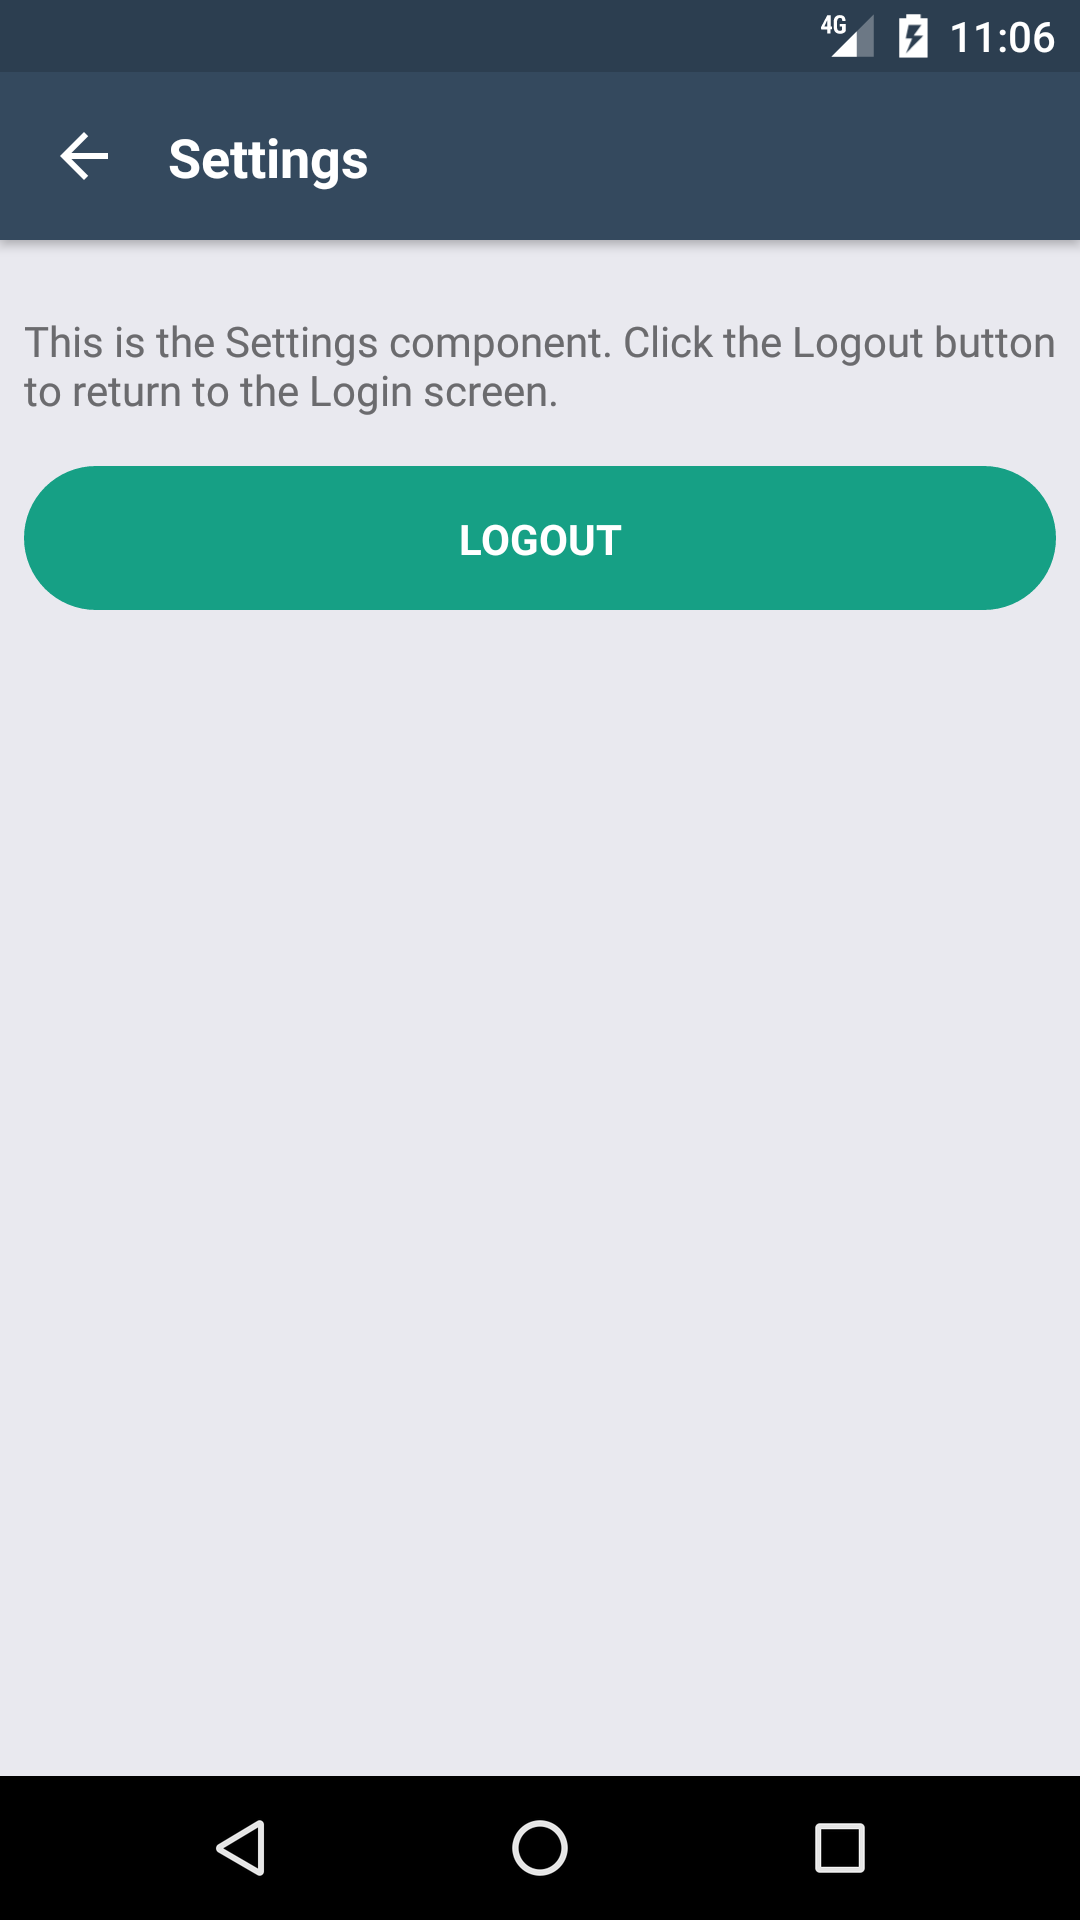 4G 11:06
Settings
This is the Settings component. Click the Logout button
to return to the Login screen.
LOGOUT